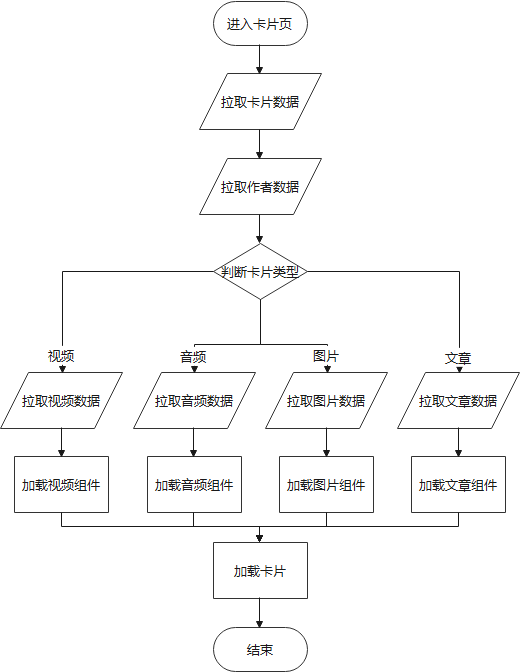 进入卡片页
拉取卡片数据
拉取作者数据
判断卡片类型
视频
音频
图片
文章
拉取视频数据
拉取音频数据
拉取图片数据
拉取文章数据
加载视频组件
加载音频组件
加载图片组件
加载文章组件
加载卡片
结束